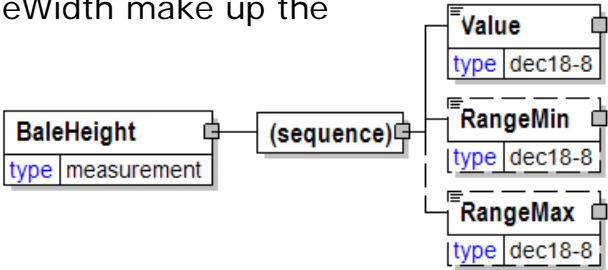 eWidth make up the
Value
type dec18-8
BaleHeight
type measurement
(sequence)
RangeMin
type dec18-8
RangeMax
type dec18-8